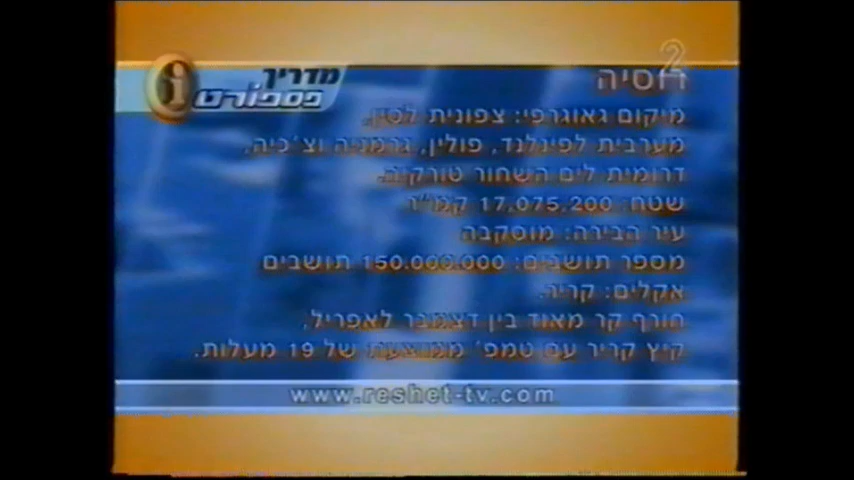 2
מדריך
פספורט
רוסיה
מיקום גאוגרפי: צפונית לסין,
מערבית לפינלנד, פולין, גרמניה וצ'כיה,
דרומית לים השחור טורקיה.
שטח: 17,075,200 קמ"ר
עיר הבירה: מוסקבה
מספר תושבים: 150.000.000 תושבים
אקלים: קריר.
חורף קר מאוד בין דצמבר לאפריל.
קיץ קריר עם טמפ' ממוצעת של 19 מעלות.
www.reshet-tv.com